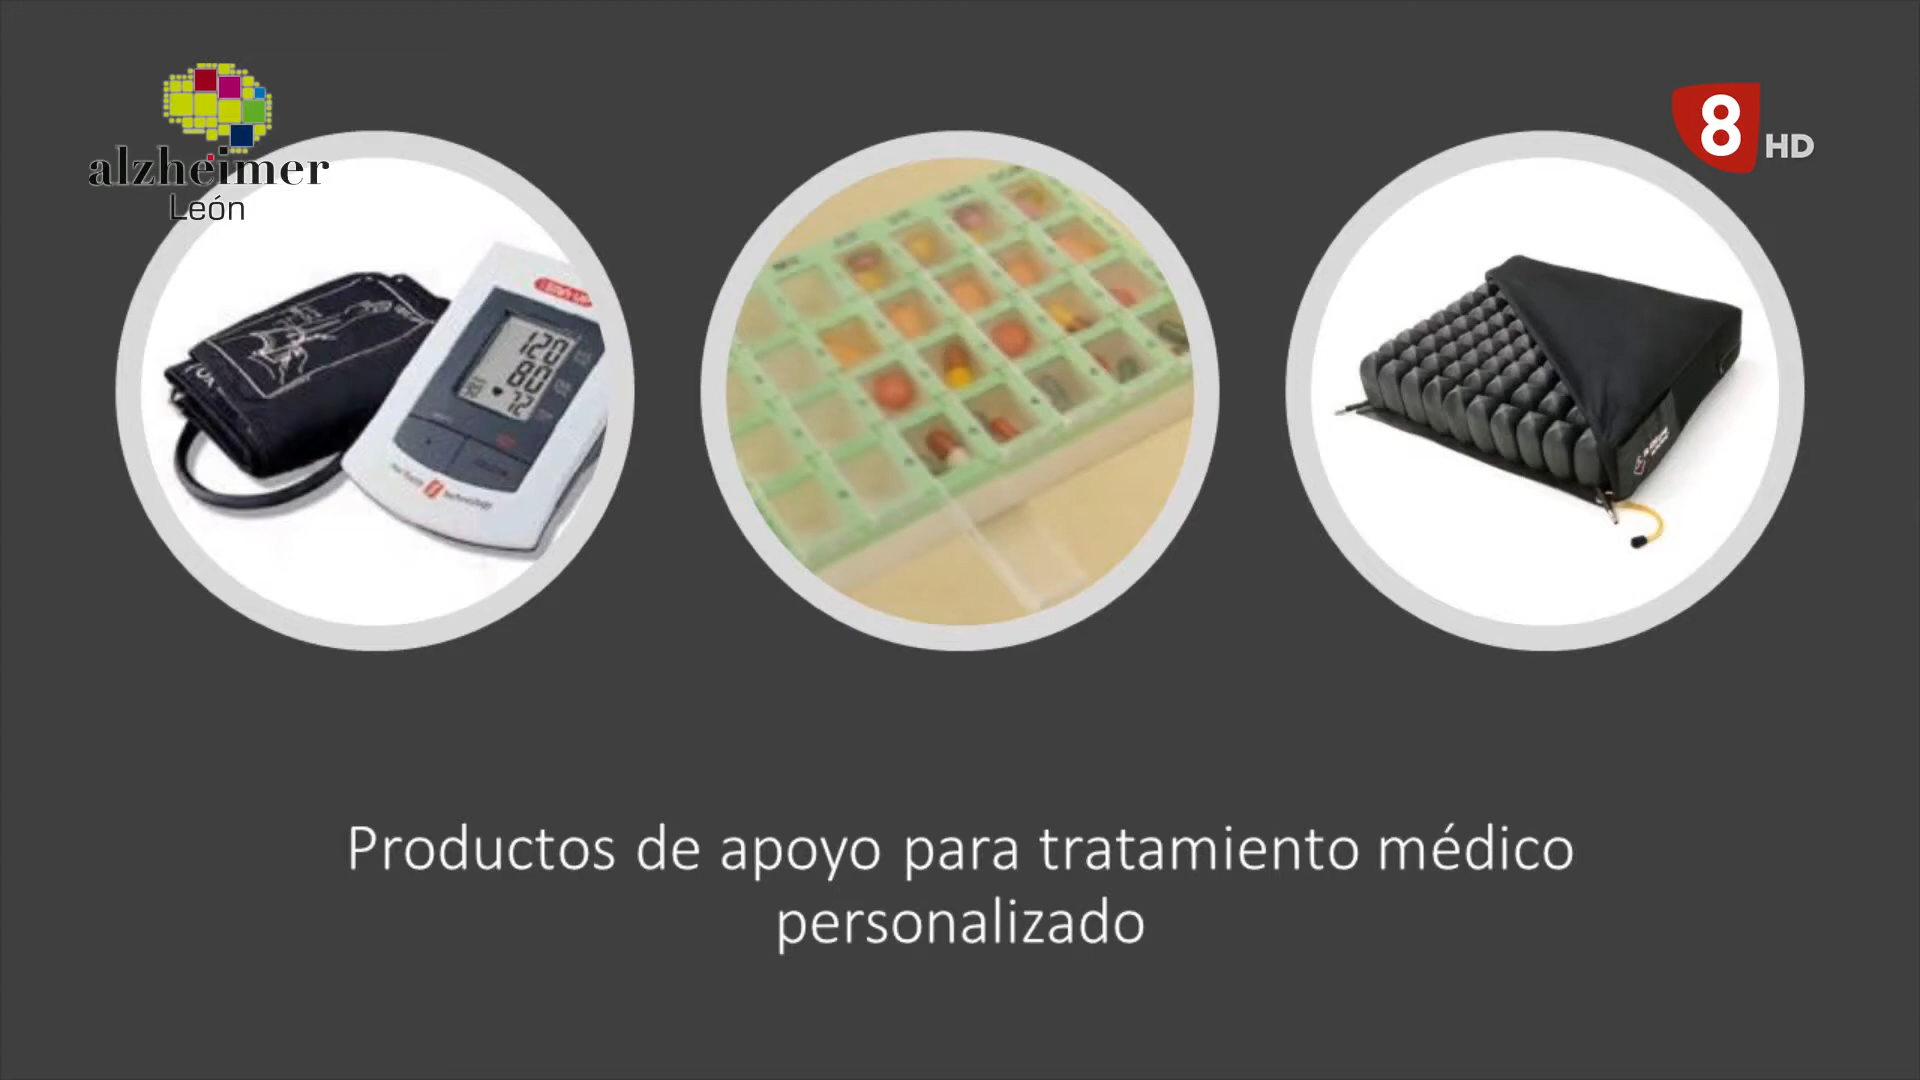 alzheimer
León
8 HD
120
80
72
Productos de apoyo para tratamiento médico
personalizado